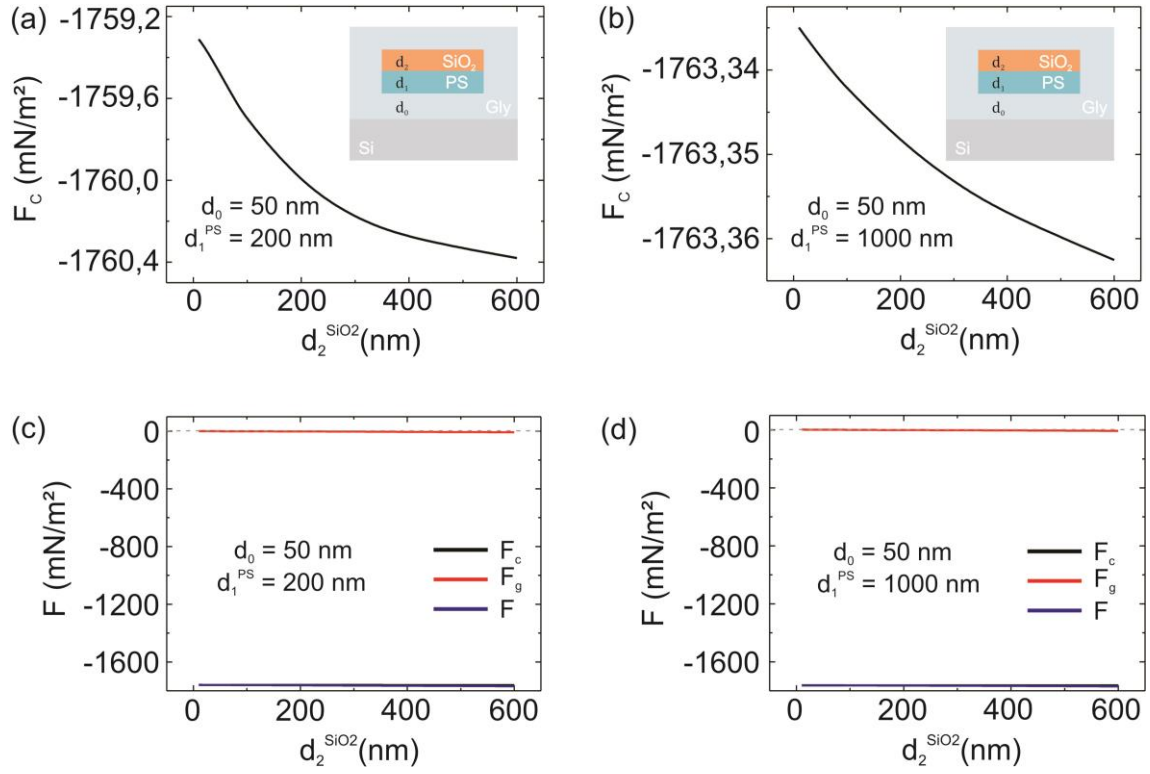 (a)
-1759,2
-1759,6
-1760,0
-1760,4
F_C (mN/m²)
0 200 400 600
d₂^SiO2(nm)
d₀ = 50 nm
d₁^PS = 200 nm
d₂ SiO₂
d₁ PS
d₀ Gly
Si
(b)
-1763,34
-1763,35
-1763,36
F_C (mN/m²)
0 200 400 600
d₂^SiO2(nm)
d₀ = 50 nm
d₁^PS = 1000 nm
d₂ SiO₂
d₁ PS
d₀ Gly
Si
(c)
0
-400
-800
-1200
-1600
F (mN/m²)
0 200 400 600
d₂^SiO2(nm)
d₀ = 50 nm
d₁^PS = 200 nm
F_c
F_g
F
(d)
0
-400
-800
-1200
-1600
F (mN/m²)
0 200 400 600
d₂^SiO2(nm)
d₀ = 50 nm
d₁^PS = 1000 nm
F_c
F_g
F